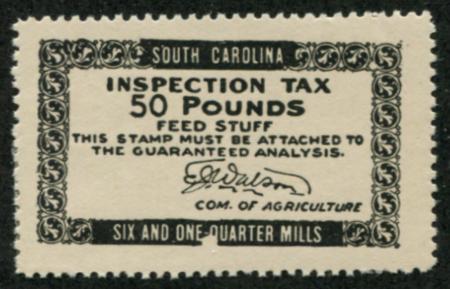 SOUTH CAROLINA
INSPECTION TAX
50 POUNDS
FEED STUFF
THIS STAMP MUST BE ATTACHED TO
THE GUARANTEED ANALYSIS.
E J Watson
COM. OF AGRICULTURE
SIX AND ONE-QUARTER MILLS